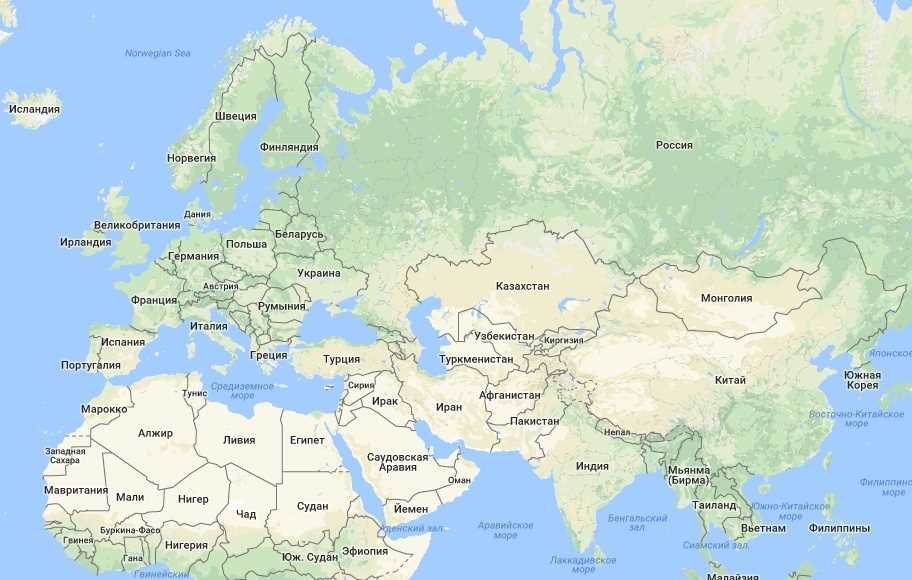 Norwegian Sea
Исландия
Швеция
Финляндия
Норвегия
Россия
Дания
Великобритания
Ирландия
Беларусь
Польша
Германия
Австрия
Украина
Франция
Румыния
Казахстан
Монголия
Италия
Испания
Узбекистан
Киргизия
Греция
Турция
Туркменистан
Португалия
Японское
Южная
Корея
Китай
Средиземное
море
Тунис
Сирия
Ирак
Иран
Афганистан
Марокко
Пакистан
Восточно-Китайское
море
Алжир
Ливия
Египет
Непал
Западная
Сахара
Саудовская
Аравия
Индия
Оман
Мьянма
(Бирма)
Филиппинское
море
Мавритания
Мали
Нигер
Чад
Судан
Йемен
Таиланд
Южно-Китайское
море
Буркина-Фасо
Гвинея
Гана
Нигерия
Юж. Судан
Эфиопия
Аденский зал.
Аравийское
море
Бенгальский
зал.
Вьетнам
Филиппины
Сиамский зал.
Лаккадивское
море
Гвинейский
Малайзия